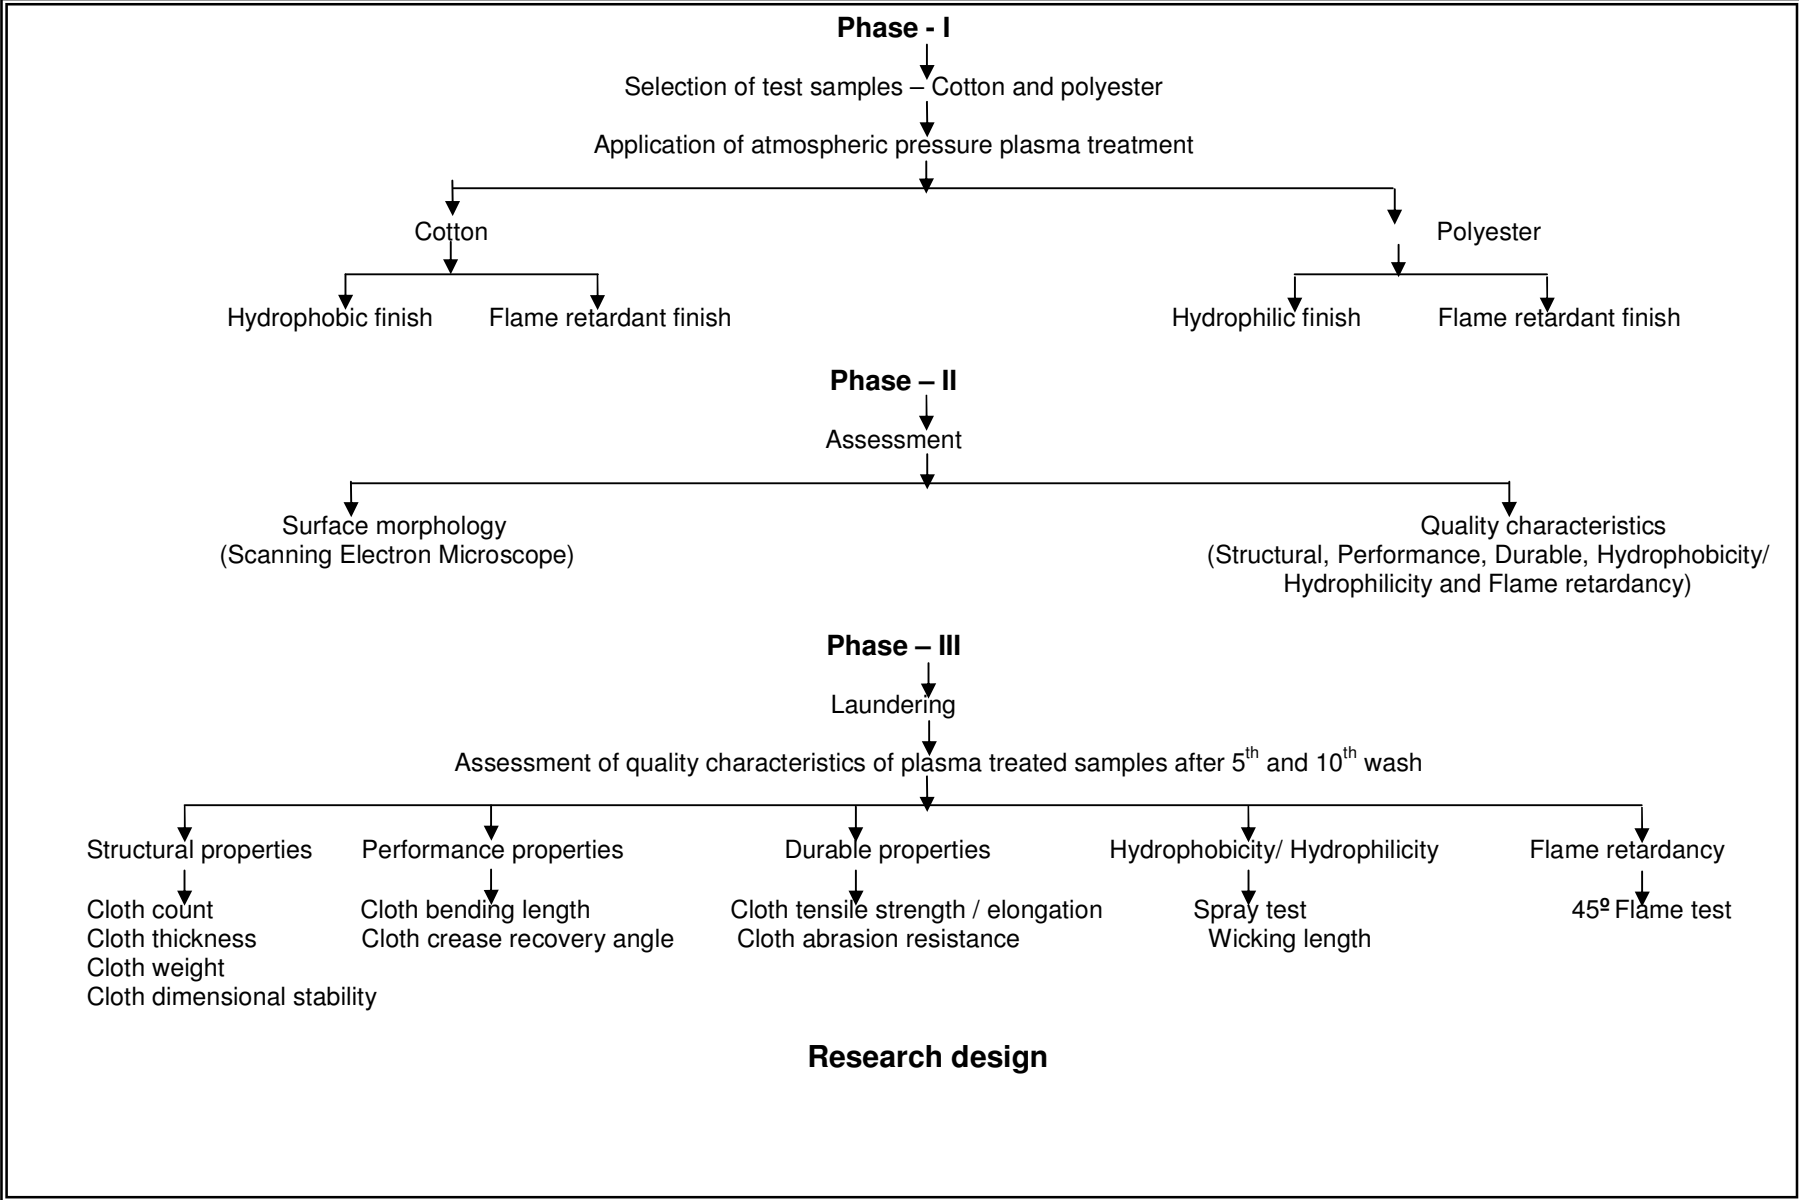 Phase - I
Selection of test samples – Cotton and polyester
Application of atmospheric pressure plasma treatment
Cotton
Polyester
Hydrophobic finish
Flame retardant finish
Hydrophilic finish
Flame retardant finish
Phase – II
Assessment
Surface morphology
(Scanning Electron Microscope)
Quality characteristics
(Structural, Performance, Durable, Hydrophobicity/
Hydrophilicity and Flame retardancy)
Phase – III
Laundering
Assessment of quality characteristics of plasma treated samples after 5th and 10th wash
Structural properties
Cloth count
Cloth thickness
Cloth weight
Cloth dimensional stability
Performance properties
Cloth bending length
Cloth crease recovery angle
Durable properties
Cloth tensile strength / elongation
Cloth abrasion resistance
Hydrophobicity/ Hydrophilicity
Spray test
Wicking length
Flame retardancy
45º Flame test
Research design